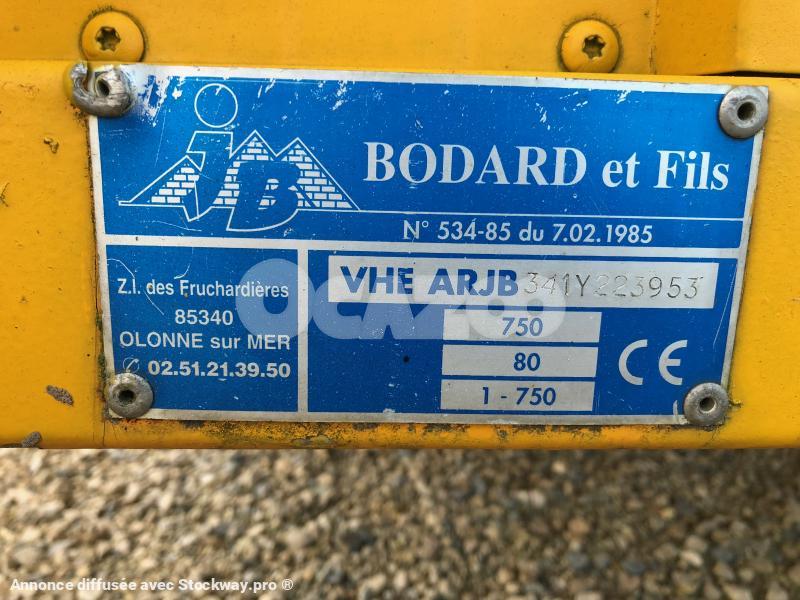 JB
BODARD et Fils
N° 534-85 du 7.02.1985
Z.I. des Fruchardières
85340
OLONNE sur MER
✆ 02.51.21.39.50
VHE ARJB 341Y223953
750
80
1 - 750
CE
OCAZOO
Annonce diffusée avec Stockway.pro ®